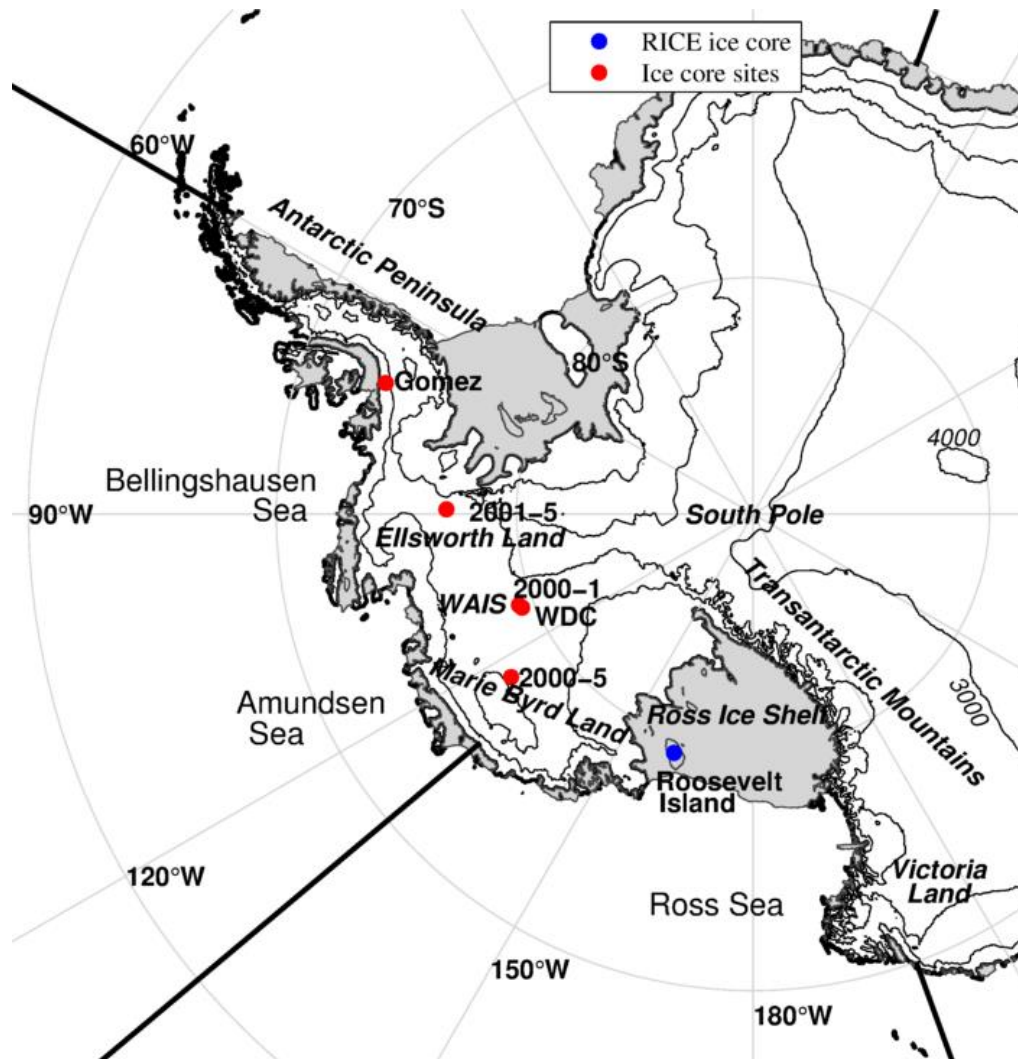 RICE ice core
Ice core sites
60°W
70°S
Antarctic Peninsula
80°S
Gomez
4000
Bellingshausen
Sea
90°W
2001-5
South Pole
Ellsworth Land
2000-1
WAIS
WDC
Transantarctic Mountains
2000-5
Marie Byrd Land
Amundsen
Sea
Ross Ice Shelf
3000
Roosevelt
Island
120°W
Victoria
Land
Ross Sea
150°W
180°W